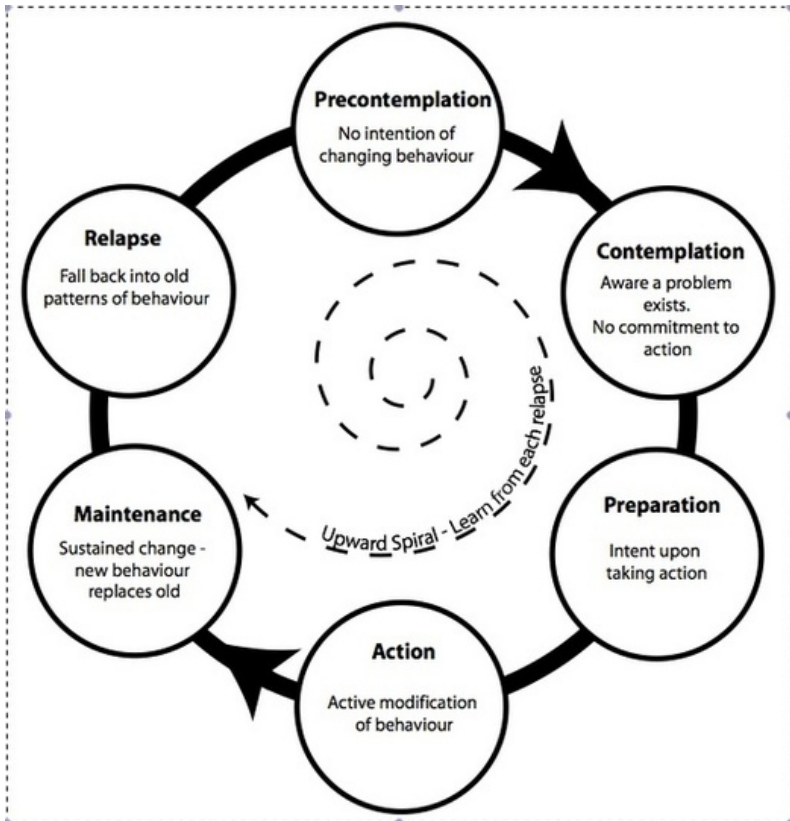 Precontemplation
No intention of
changing behaviour
Contemplation
Aware a problem
exists.
No commitment to
action
Preparation
Intent upon
taking action
Action
Active modification
of behaviour
Maintenance
Sustained change -
new behaviour
replaces old
Relapse
Fall back into old
patterns of behaviour
Upward Spiral - Learn from each relapse